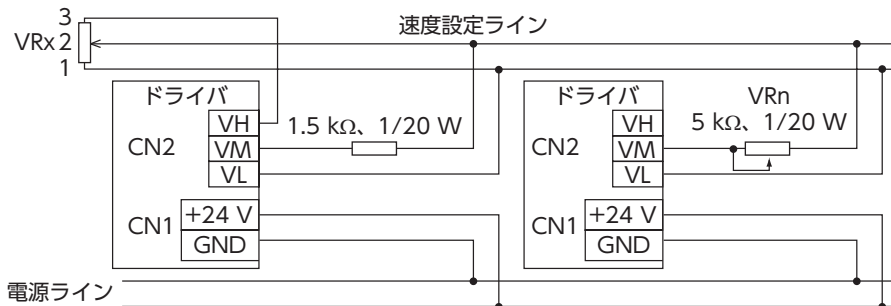 3
VRx 2
1
速度設定ライン
ドライバ
CN2
VH
VM
VL
1.5 kΩ、1/20 W
CN1
+24 V
GND
ドライバ
CN2
VH
VM
VL
VRn
5 kΩ、1/20 W
CN1
+24 V
GND
電源ライン